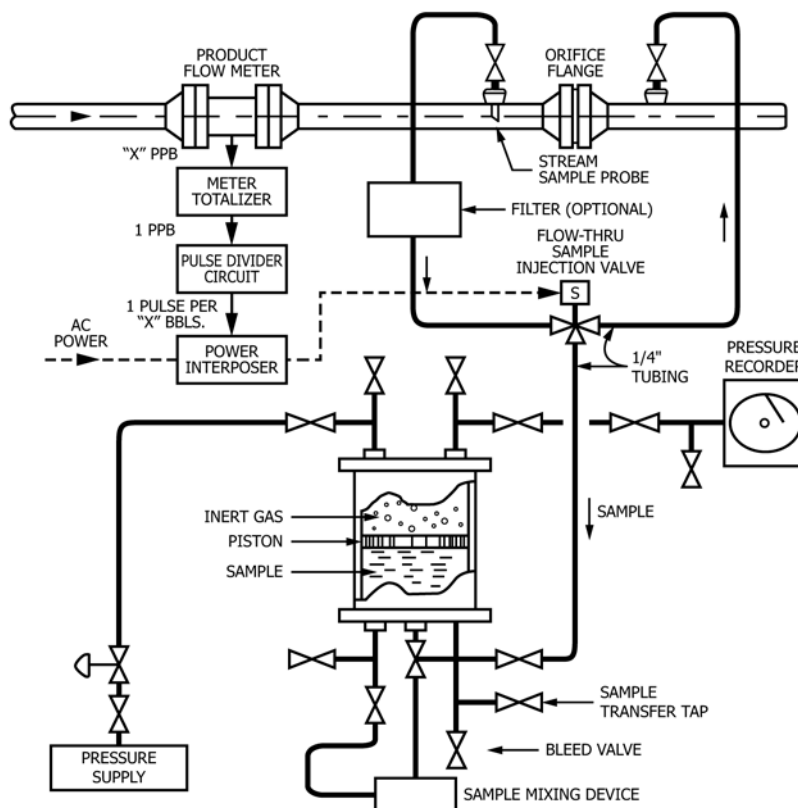 PRODUCT
FLOW METER
ORIFICE
FLANGE
"X" PPB
STREAM
SAMPLE PROBE
METER
TOTALIZER
FILTER (OPTIONAL)
1 PPB
FLOW-THRU
SAMPLE
INJECTION VALVE
PULSE DIVIDER
CIRCUIT
S
1 PULSE PER
"X" BBLS.
AC
POWER
POWER
INTERPOSER
1/4"
TUBING
PRESSURE
RECORDER
INERT GAS
SAMPLE
PISTON
SAMPLE
SAMPLE
TRANSFER TAP
BLEED VALVE
PRESSURE
SUPPLY
SAMPLE MIXING DEVICE